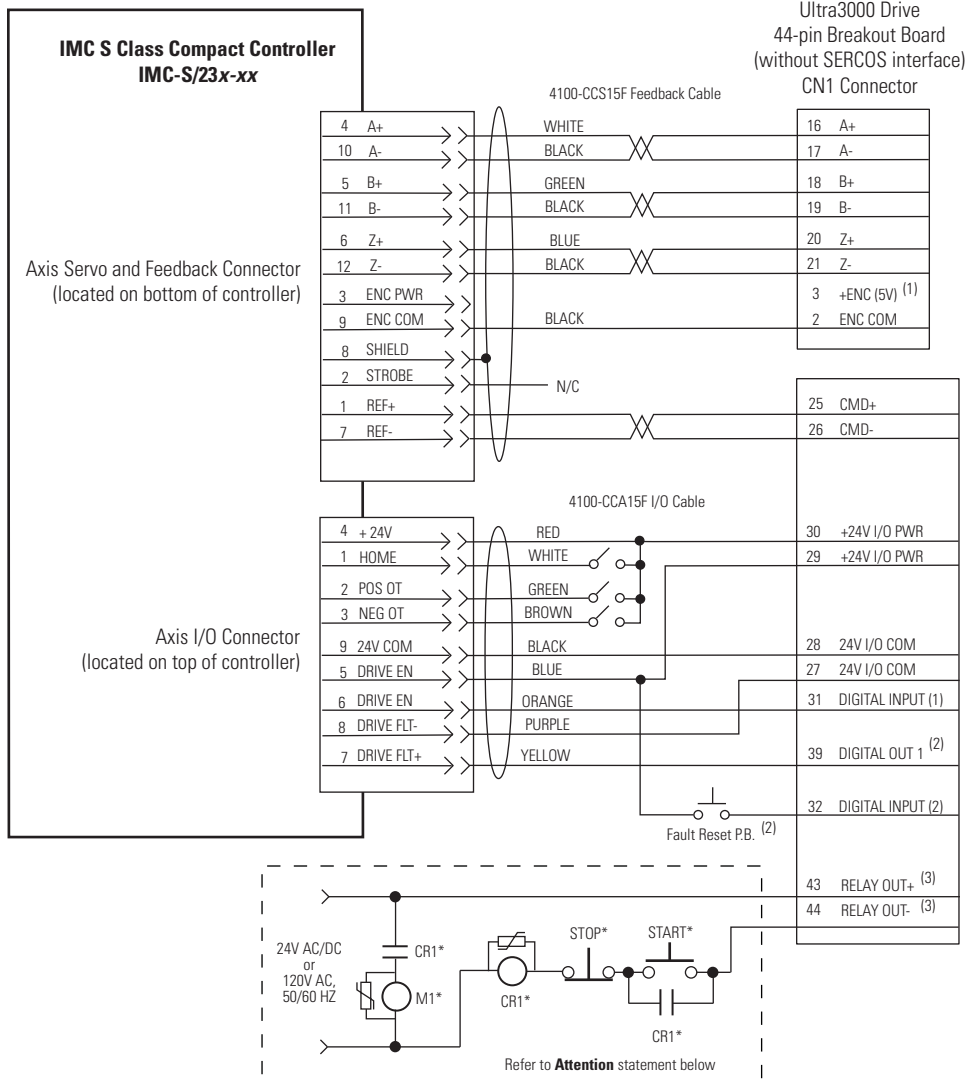 Ultra3000 Drive
44-pin Breakout Board
(without SERCOS interface)
CN1 Connector
IMC S Class Compact Controller
IMC-S/23x-xx
4100-CCS15F Feedback Cable
4 A+ WHITE 16 A+
10 A- BLACK 17 A-
5 B+ GREEN 18 B+
11 B- BLACK 19 B-
6 Z+ BLUE 20 Z+
12 Z- BLACK 21 Z-
Axis Servo and Feedback Connector
(located on bottom of controller)
3 ENC PWR 3 +ENC (5V) (1)
9 ENC COM BLACK 2 ENC COM
8 SHIELD
2 STROBE N/C
1 REF+ 25 CMD+
7 REF- 26 CMD-
4100-CCA15F I/O Cable
4 +24V RED 30 +24V I/O PWR
1 HOME WHITE 29 +24V I/O PWR
2 POS OT GREEN
3 NEG OT BROWN
Axis I/O Connector
(located on top of controller)
9 24V COM BLACK 28 24V I/O COM
5 DRIVE EN BLUE 27 24V I/O COM
6 DRIVE EN ORANGE 31 DIGITAL INPUT (1)
8 DRIVE FLT- PURPLE
7 DRIVE FLT+ YELLOW 39 DIGITAL OUT 1 (2)
32 DIGITAL INPUT (2)
Fault Reset P.B. (2)
43 RELAY OUT+ (3)
44 RELAY OUT- (3)
24V AC/DC
or
120V AC,
50/60 HZ
CR1*
M1*
CR1*
STOP*
START*
CR1*
Refer to Attention statement below